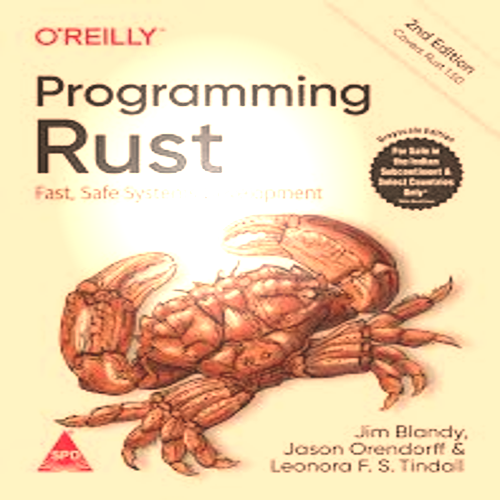 O'REILLY
2nd Edition
Covers Rust 1.50
Programming
Rust
Fast, Safe Systems Development
Grayscale Edition
For Sale in
the Indian
Subcontinent &
Select Countries
Only*
SPD
Jim Blandy,
Jason Orendorff &
Leonora F. S. Tindall